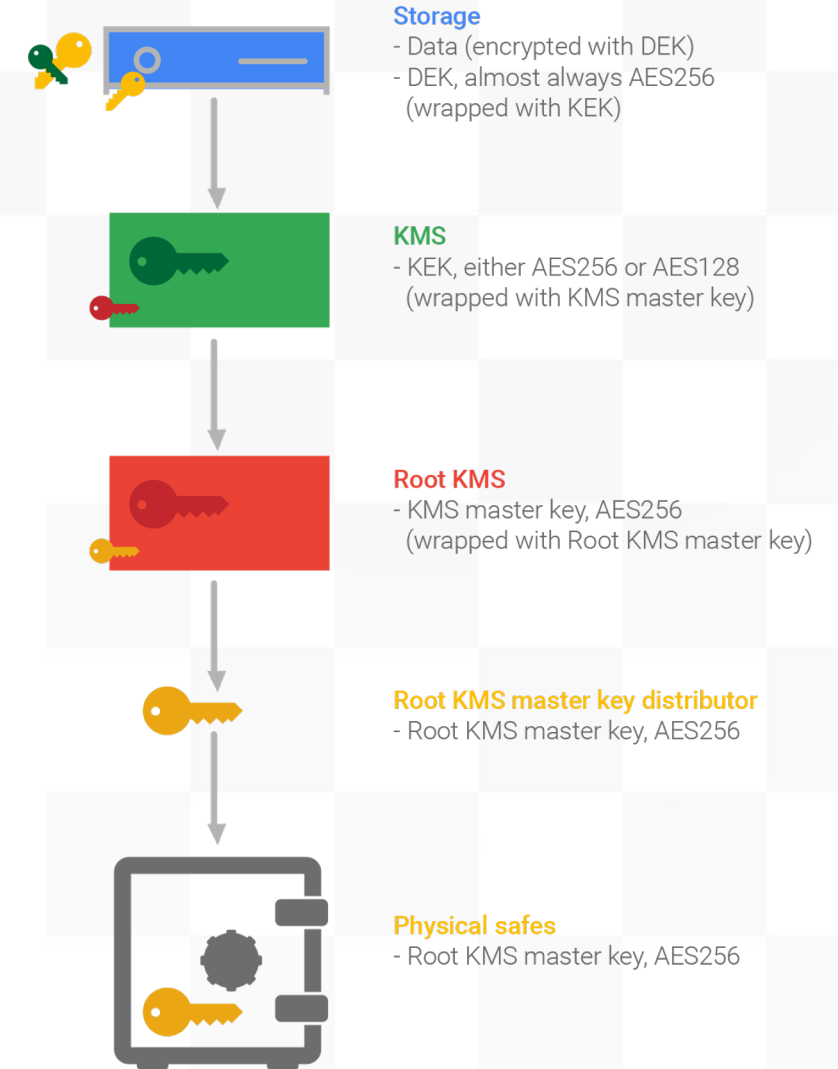 Storage
- Data (encrypted with DEK)
- DEK, almost always AES256
(wrapped with KEK)
KMS
- KEK, either AES256 or AES128
(wrapped with KMS master key)
Root KMS
- KMS master key, AES256
(wrapped with Root KMS master key)
Root KMS master key distributor
- Root KMS master key, AES256
Physical safes
- Root KMS master key, AES256